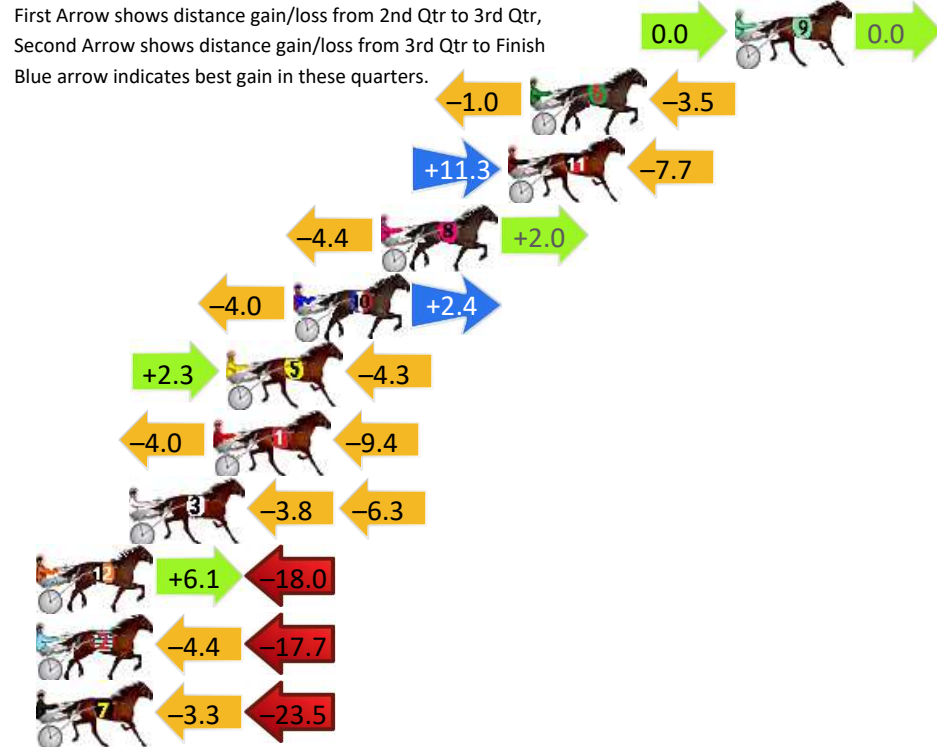 First Arrow shows distance gain/loss from 2nd Qtr to 3rd Qtr,
Second Arrow shows distance gain/loss from 3rd Qtr to Finish
Blue arrow indicates best gain in these quarters.
0.0 9 0.0
–1.0 6 –3.5
+11.3 11 –7.7
–4.4 8 +2.0
–4.0 10 +2.4
+2.3 5 –4.3
–4.0 1 –9.4
3 –3.8 –6.3
12 +6.1 –18.0
2 –4.4 –17.7
7 –3.3 –23.5